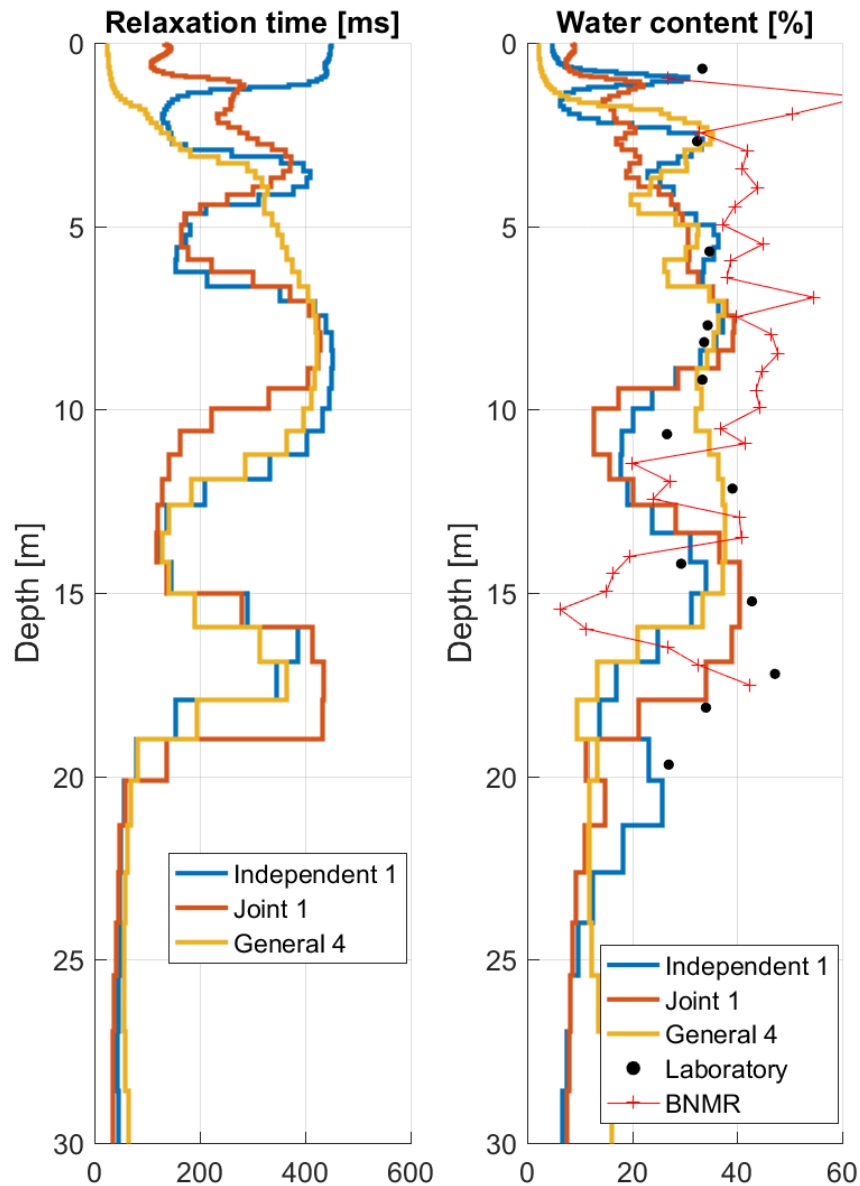 Relaxation time [ms]
0
5
10
15
20
25
30
Depth [m]
0
200
400
600
Independent 1
Joint 1
General 4
Water content [%]
0
5
10
15
20
25
30
Depth [m]
0
20
40
60
Independent 1
Joint 1
General 4
Laboratory
BNMR